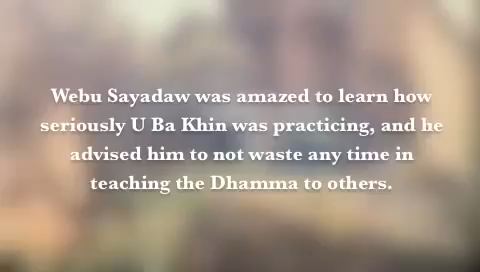 Webu Sayadaw was amazed to learn how
seriously U Ba Khin was practicing, and he
advised him to not waste any time in
teaching the Dhamma to others.